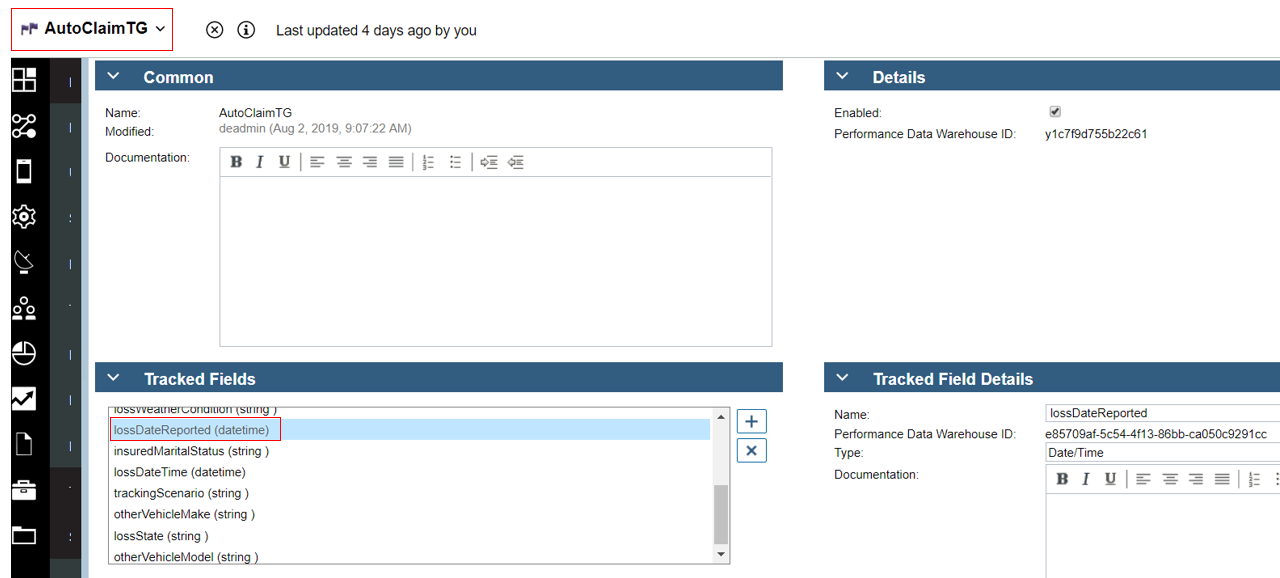 AutoClaimTG
Last updated 4 days ago by you
Common
Name: AutoClaimTG
Modified: deadmin (Aug 2, 2019, 9:07:22 AM)
Documentation:
B I U
Details
Enabled:
Performance Data Warehouse ID: y1c7f9d755b22c61
Tracked Fields
lossWeatherCondition (string )
lossDateReported (datetime)
insuredMaritalStatus (string )
lossDateTime (datetime)
trackingScenario (string )
otherVehicleMake (string )
lossState (string )
otherVehicleModel (string )
Tracked Field Details
Name: lossDateReported
Performance Data Warehouse ID: e85709af-5c54-4f13-86bb-ca050c9291cc
Type: Date/Time
Documentation:
B I U